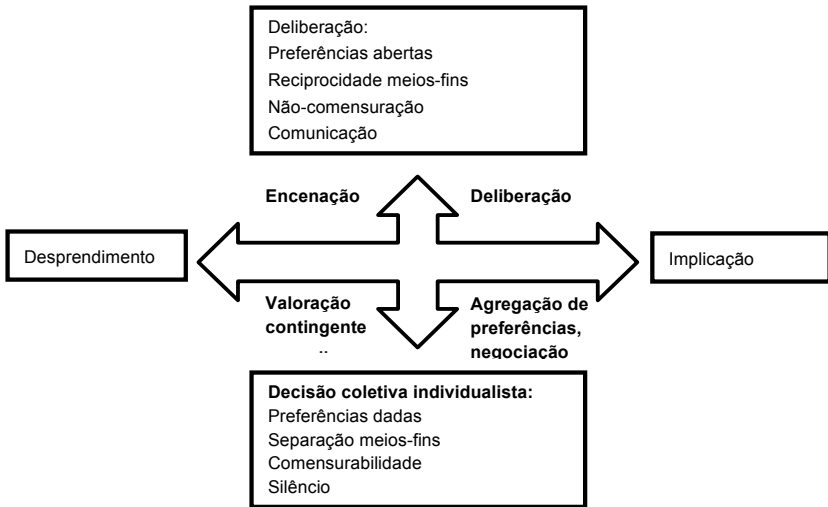 Deliberação:
Preferências abertas
Reciprocidade meios-fins
Não-comensuração
Comunicação
Encenação
Deliberação
Desprendimento
Implicação
Valoração
contingente
Agregação de
preferências,
negociação
Decisão coletiva individualista:
Preferências dadas
Separação meios-fins
Comensurabilidade
Silêncio